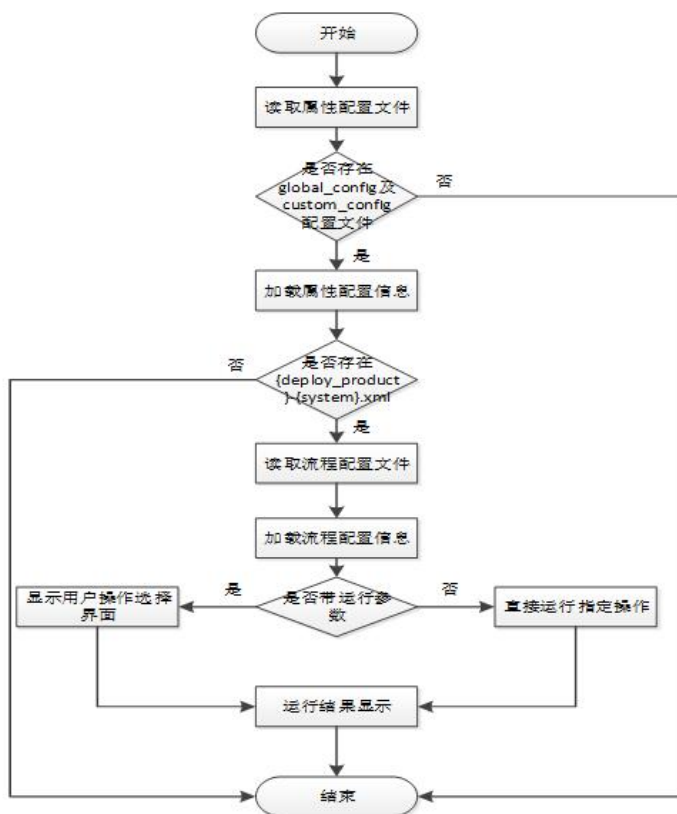 开始
读取属性配置文件
是否存在
global_config及
custom_config
配置文件
否
是
加载属性配置信息
否
是否存在
{deploy_product
}-{system}.xml
是
读取流程配置文件
加载流程配置信息
显示用户操作选择
界面
是
是否带运行参
数
否
直接运行指定操作
运行结果显示
结束